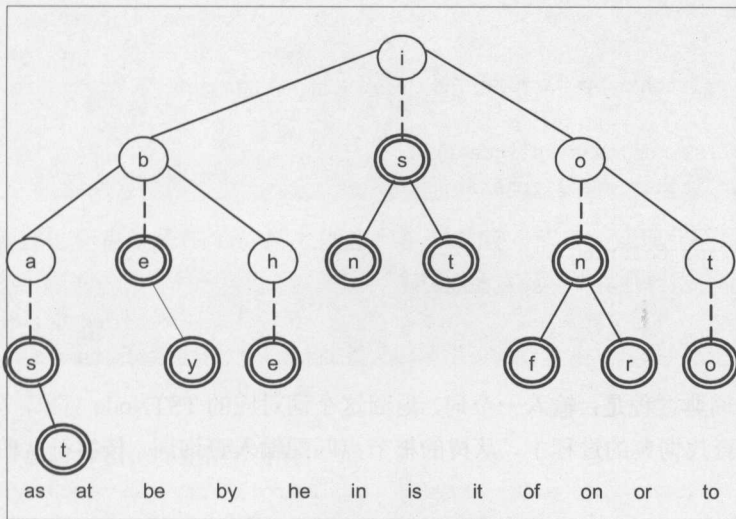 i
b s o
a e h n t n t
s y e f r o
t
as at be by he in is it of on or to